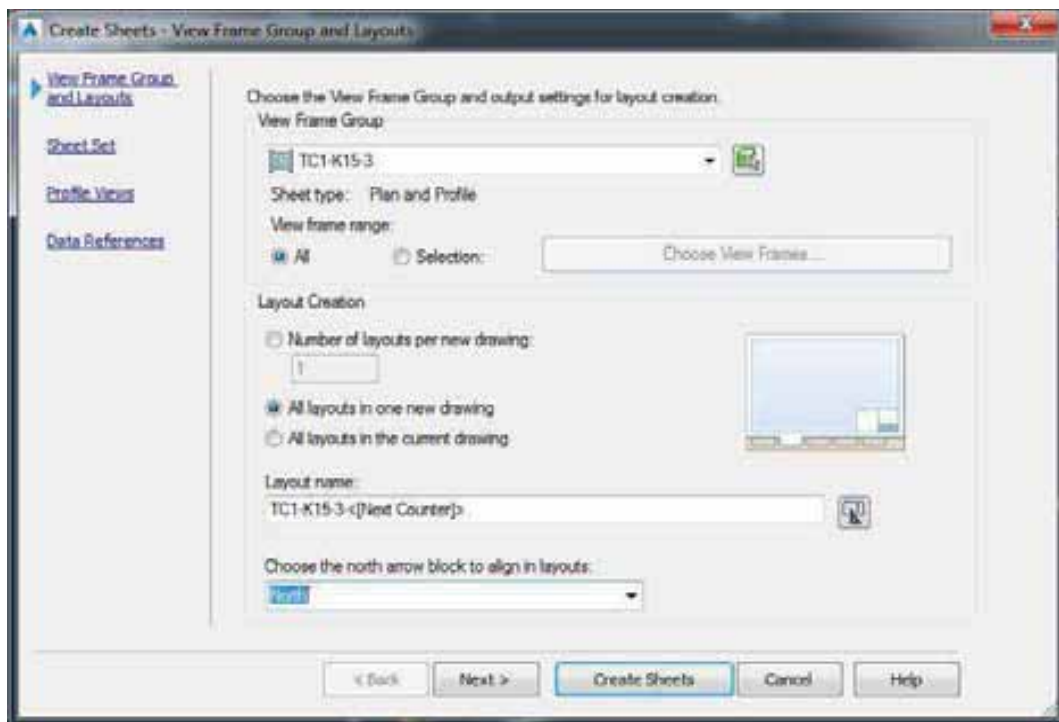 Create Sheets - View Frame Group and Layouts
View Frame Group
and Layouts
Sheet Set
Profile Views
Data References
Choose the View Frame Group and output settings for layout creation.
View Frame Group
TC1-K15-3
Sheet type: Plan and Profile
View frame range:
All
Selection:
Choose View Frames...
Layout Creation
Number of layouts per new drawing:
1
All layouts in one new drawing
All layouts in the current drawing
Layout name:
TC1-K15-3-<[Next Counter]>
Choose the north arrow block to align in layouts:
North
< Back
Next >
Create Sheets
Cancel
Help